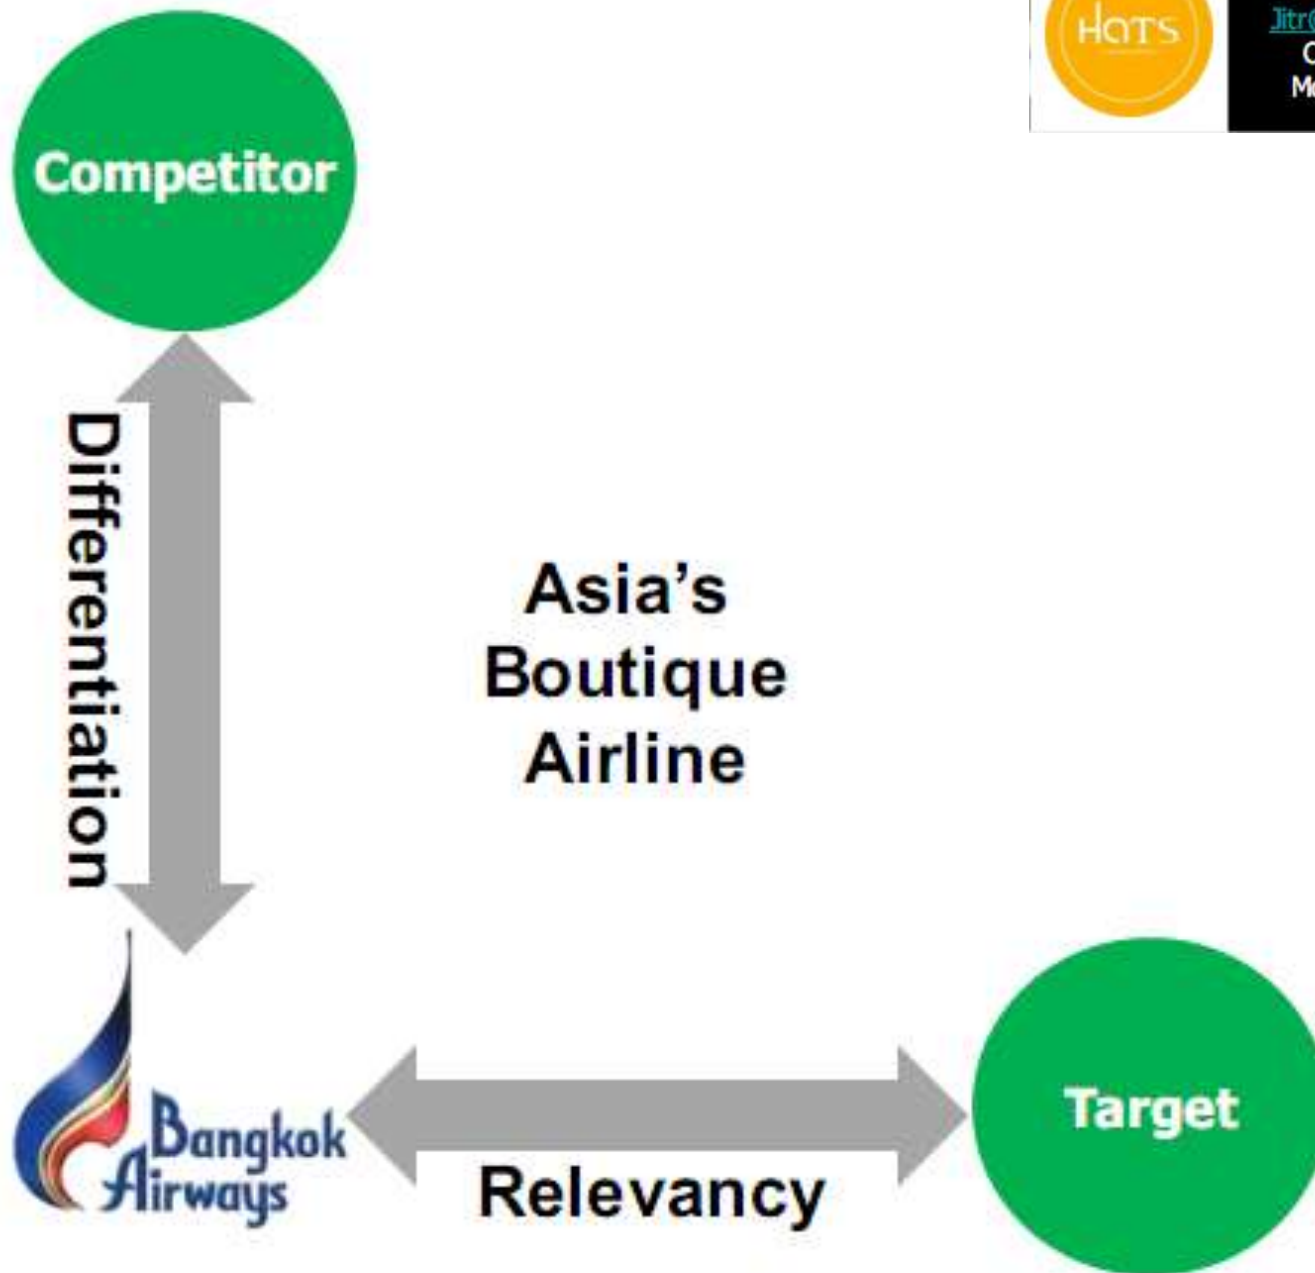 HATS
Competitor
Differentiation
Asia's
Boutique
Airline
Bangkok
Airways
Relevancy
Target